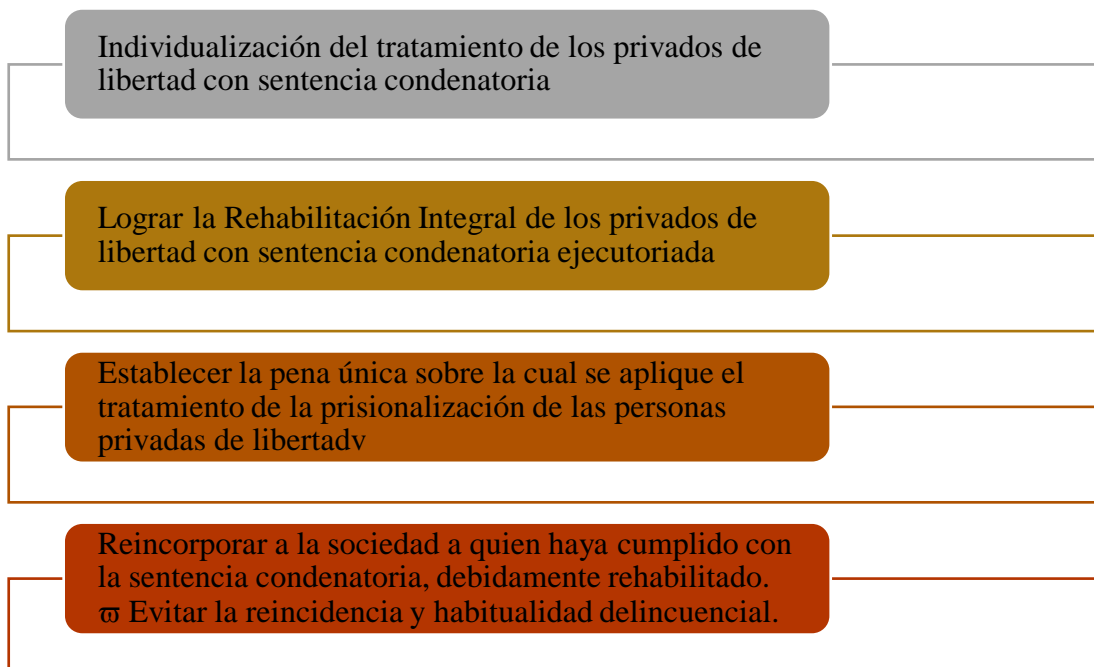 Individualización del tratamiento de los privados de
libertad con sentencia condenatoria
Lograr la Rehabilitación Integral de los privados de
libertad con sentencia condenatoria ejecutoriada
Establecer la pena única sobre la cual se aplique el
tratamiento de la prisionalización de las personas
privadas de libertadv
Reincorporar a la sociedad a quien haya cumplido con
la sentencia condenatoria, debidamente rehabilitado.
ϖ Evitar la reincidencia y habitualidad delincuencial.